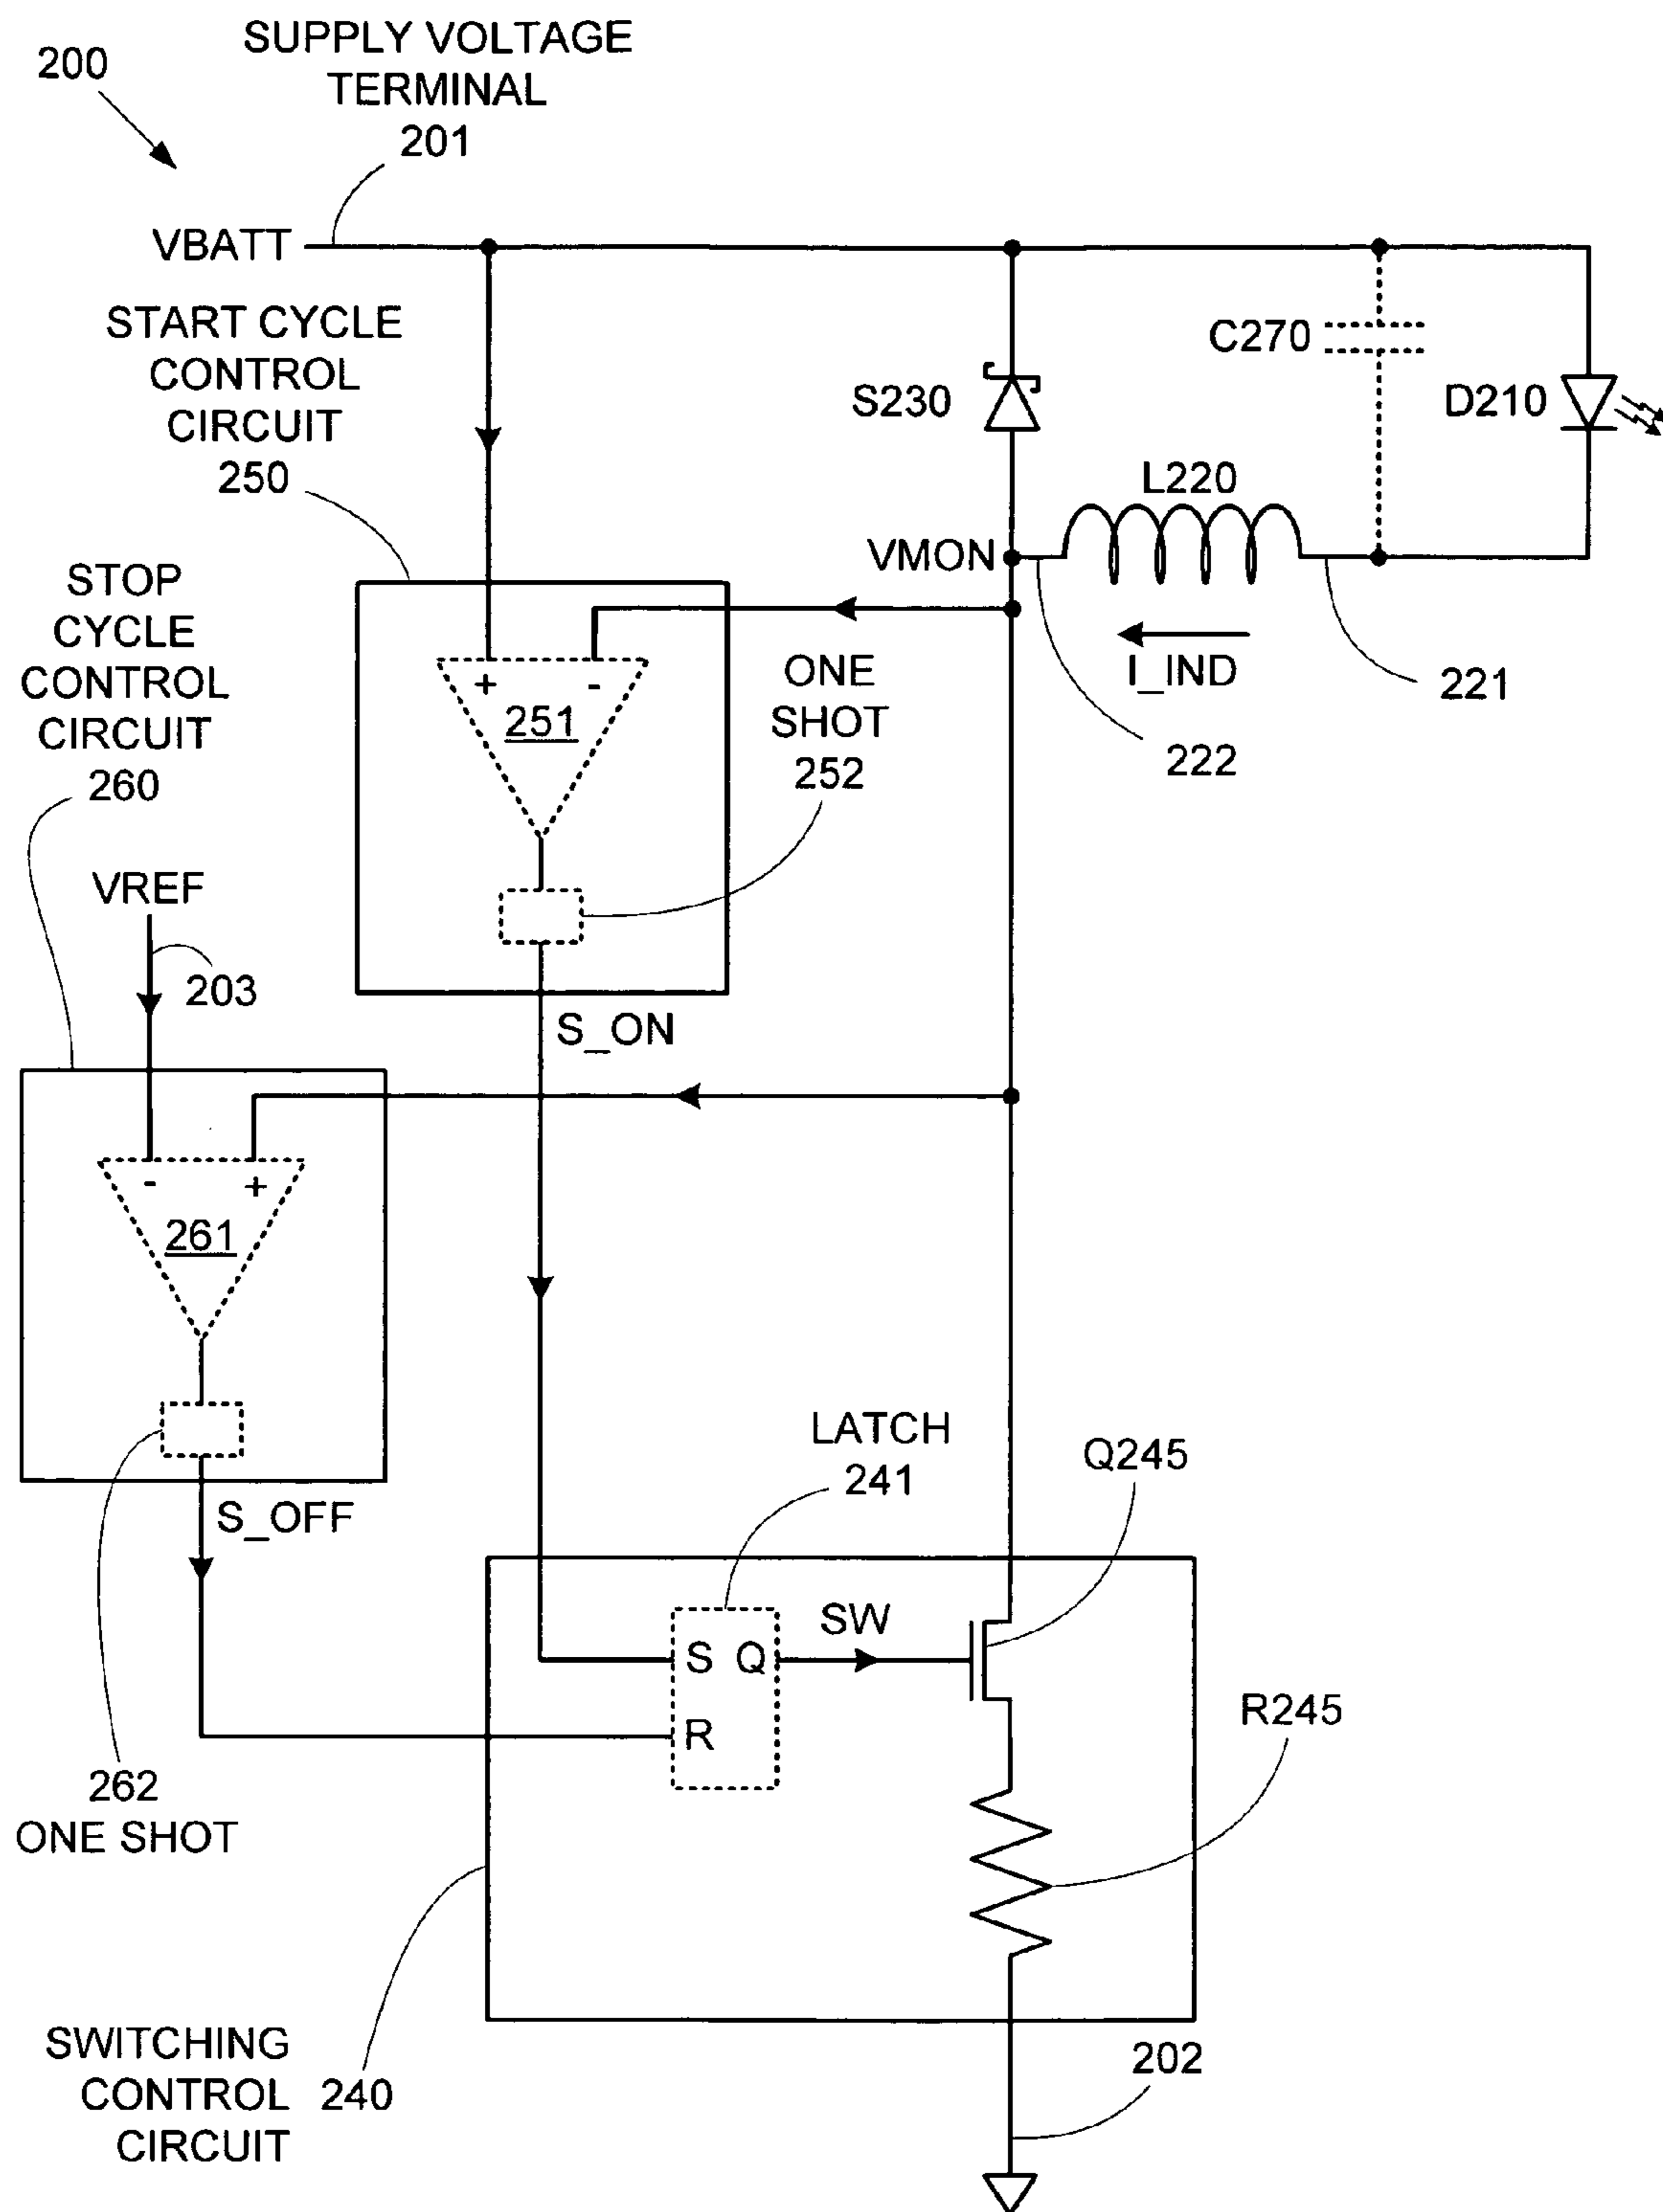 200
SUPPLY VOLTAGE
TERMINAL
201
VBATT
START CYCLE
CONTROL
CIRCUIT
250
S230
C270
D210
L220
VMON
I_IND
221
222
STOP
CYCLE
CONTROL
CIRCUIT
260
+ -
251
ONE
SHOT
252
VREF
203
S_ON
- +
261
S_OFF
262
ONE SHOT
LATCH
241
Q245
SW
S Q
R
R245
SWITCHING
CONTROL 240
CIRCUIT
202